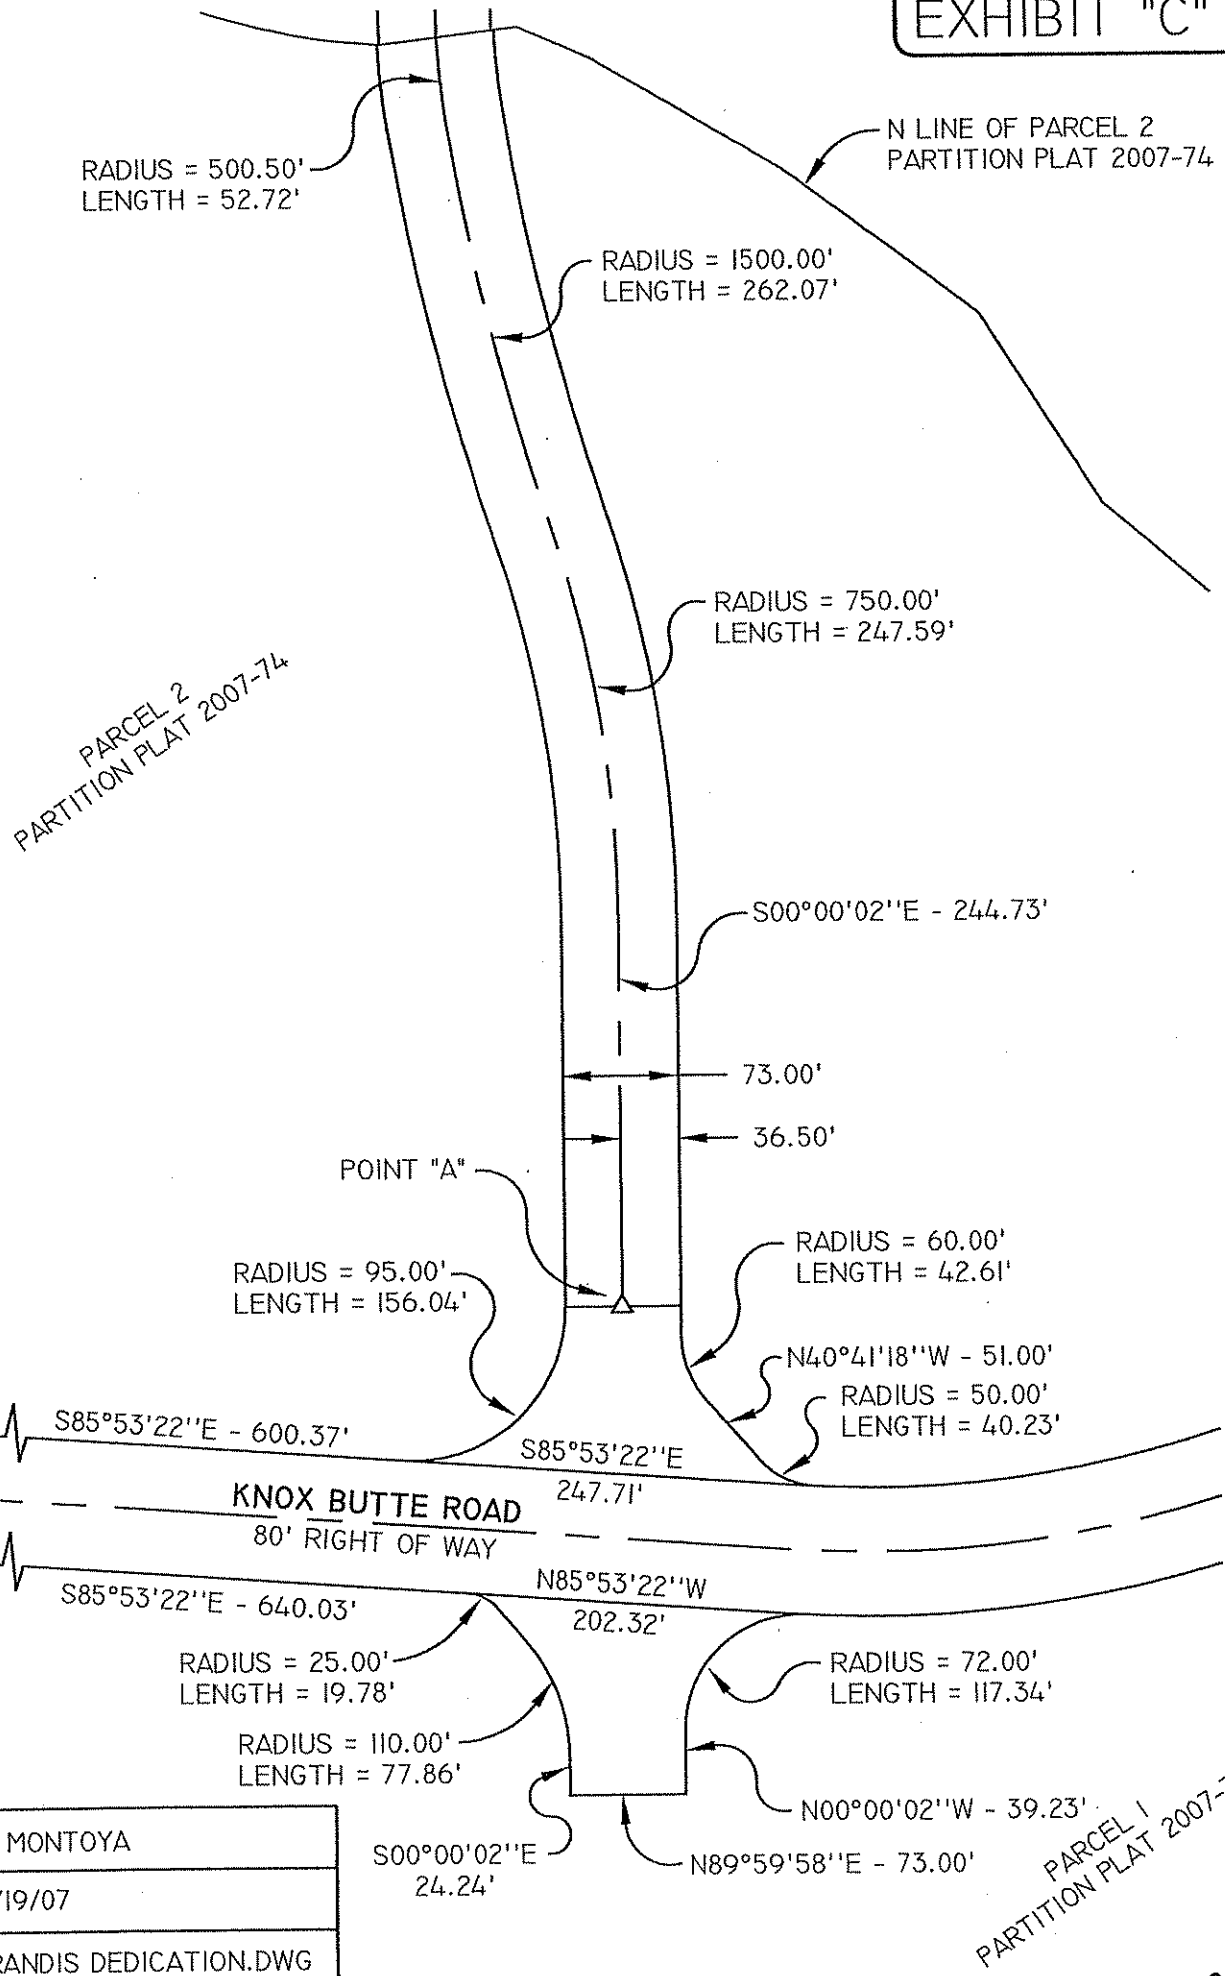 EXHIBIT "C"
N LINE OF PARCEL 2
PARTITION PLAT 2007-74
RADIUS = 500.50'
LENGTH = 52.72'
RADIUS = 1500.00'
LENGTH = 262.07'
RADIUS = 750.00'
LENGTH = 247.59'
PARCEL 2
PARTITION PLAT 2007-74
S00°00'02''E - 244.73'
73.00'
36.50'
POINT "A"
RADIUS = 60.00'
LENGTH = 42.61'
RADIUS = 95.00'
LENGTH = 156.04'
N40°41'18''W - 51.00'
RADIUS = 50.00'
LENGTH = 40.23'
S85°53'22''E - 600.37'
S85°53'22''E
247.71'
KNOX BUTTE ROAD
80' RIGHT OF WAY
N85°53'22''W
202.32'
S85°53'22''E - 640.03'
RADIUS = 25.00'
LENGTH = 19.78'
RADIUS = 72.00'
LENGTH = 117.34'
RADIUS = 110.00'
LENGTH = 77.86'
N00°00'02''W - 39.23'
S00°00'02''E
24.24'
N89°59'58''E - 73.00'
PARCEL 1
PARTITION PLAT 2007-
MONTOYA
/19/07
RANDIS DEDICATION.DWG